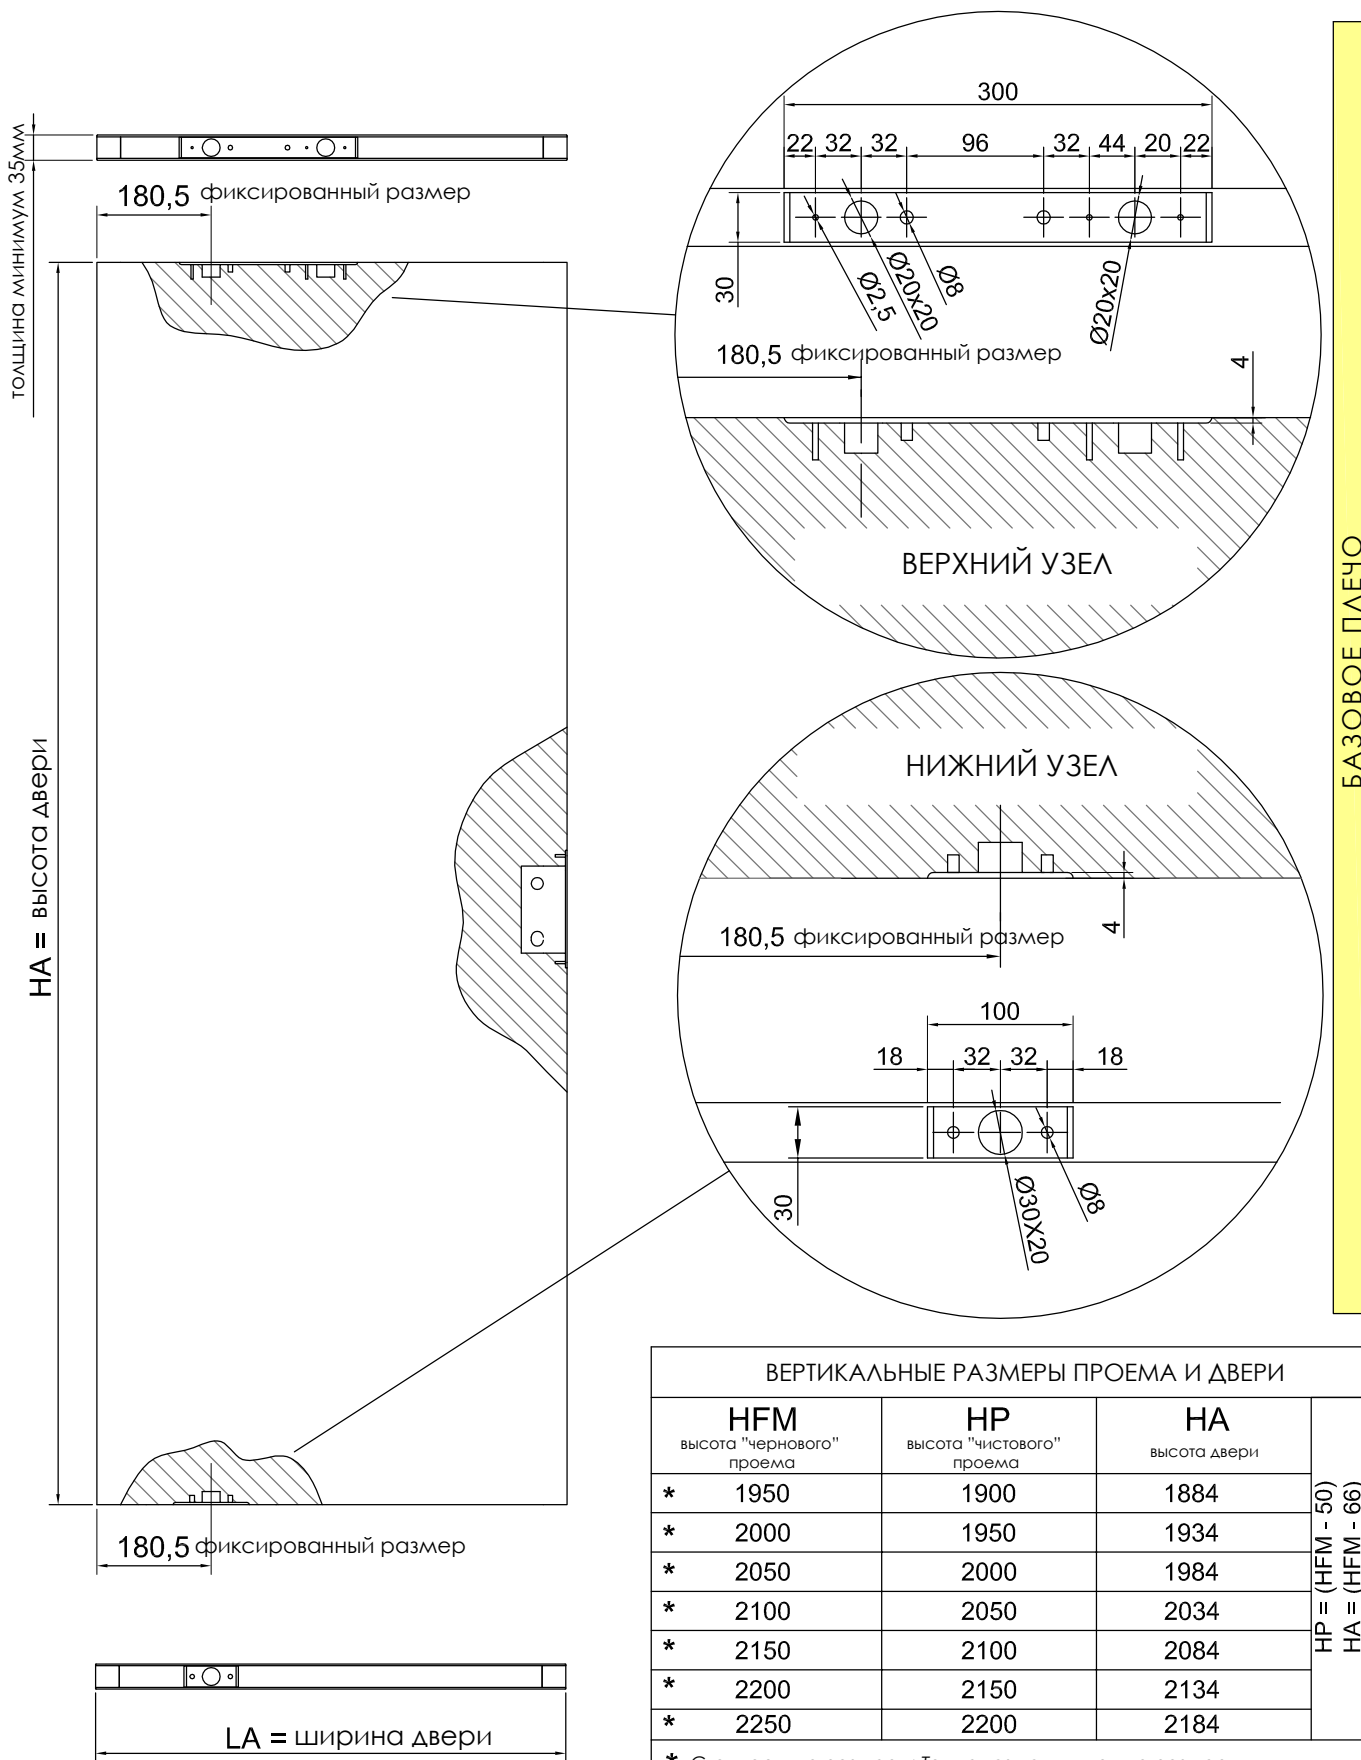 толщина минимум 35мм
180,5 фиксированный размер
HA = высота двери
180,5 фиксированный размер
LA = ширина двери
300
22 32 32 96 32 44 20 22
30
Ø2,5
Ø20x20
Ø8
Ø20x20
180,5 фиксированный размер
4
ВЕРХНИЙ УЗЕЛ
НИЖНИЙ УЗЕЛ
180,5 фиксированный размер
4
100
18 32 32 18
30
Ø30X20
Ø8
БАЗОВОЕ ПЛЕЧО
ВЕРТИКАЛЬНЫЕ РАЗМЕРЫ ПРОЕМА И ДВЕРИ
HFM HP HA
высота "чернового" проема
высота "чистового" проема
высота двери
* 1950 1900 1884
* 2000 1950 1934
* 2050 2000 1984
* 2100 2050 2034
* 2150 2100 2084
* 2200 2150 2134
* 2250 2200 2184
HP = (HFM - 50)
HA = (HFM - 66)